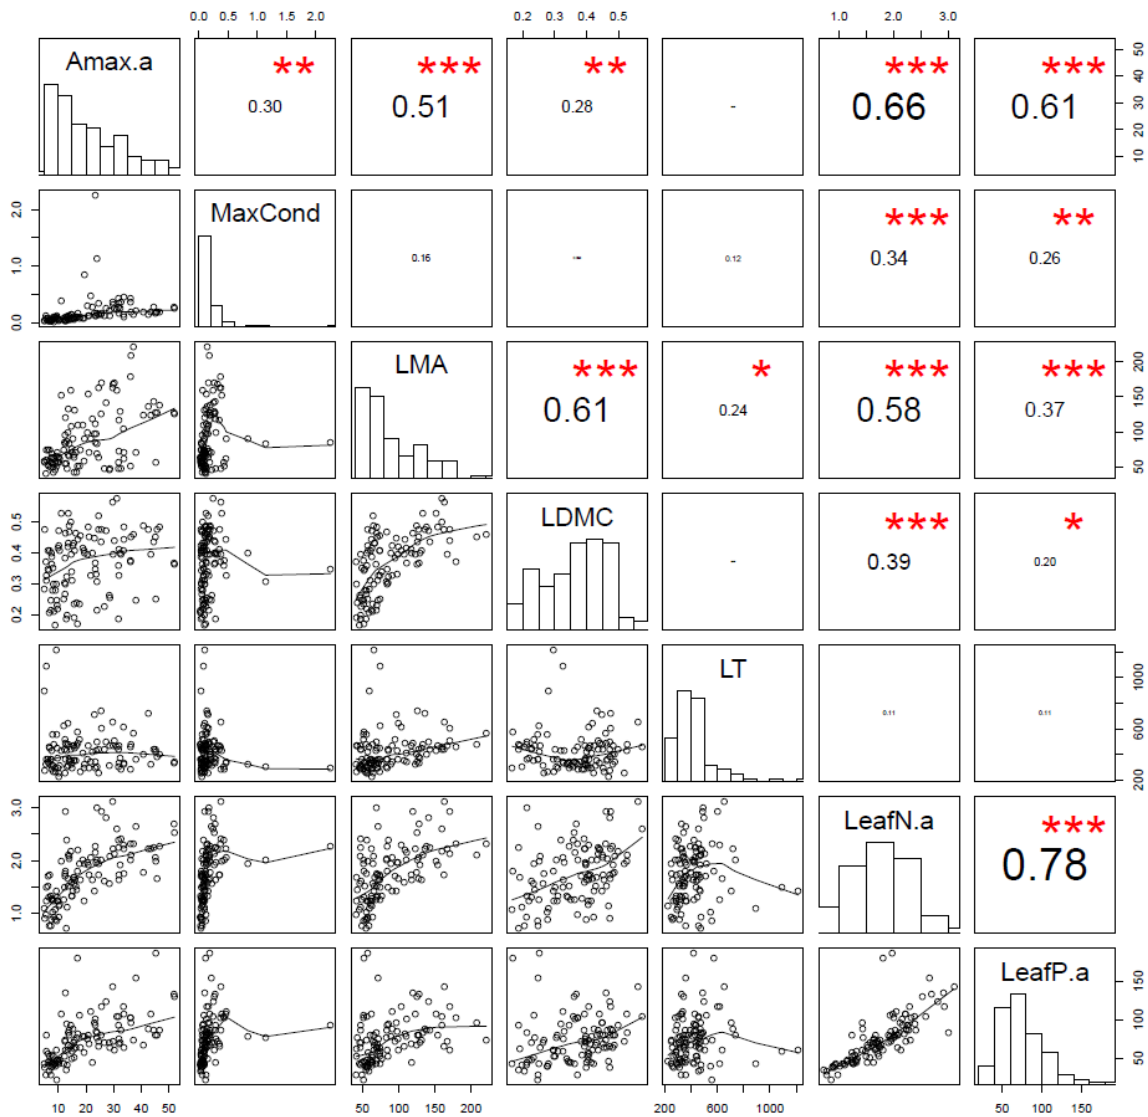 0.0 0.5 1.0 2.0 0.2 0.3 0.4 0.5 1.0 2.0 3.0
Amax.a ** 0.30 *** 0.51 ** 0.28 - *** 0.66 *** 0.61
10 20 30 40 50
0.0 1.0 2.0
MaxCond 0.16 0.12 *** 0.34 ** 0.26
LMA *** 0.61 * 0.24 *** 0.58 *** 0.37
50 100 150 200
0.2 0.3 0.4 0.5
LDMC - *** 0.39 * 0.20
LT 0.11 0.11
200 600 1000
1.0 2.0 3.0
LeafN.a *** 0.78
LeafP.a
50 100 150
10 20 30 40 50 50 100 150 200 200 600 1000 50 100 150